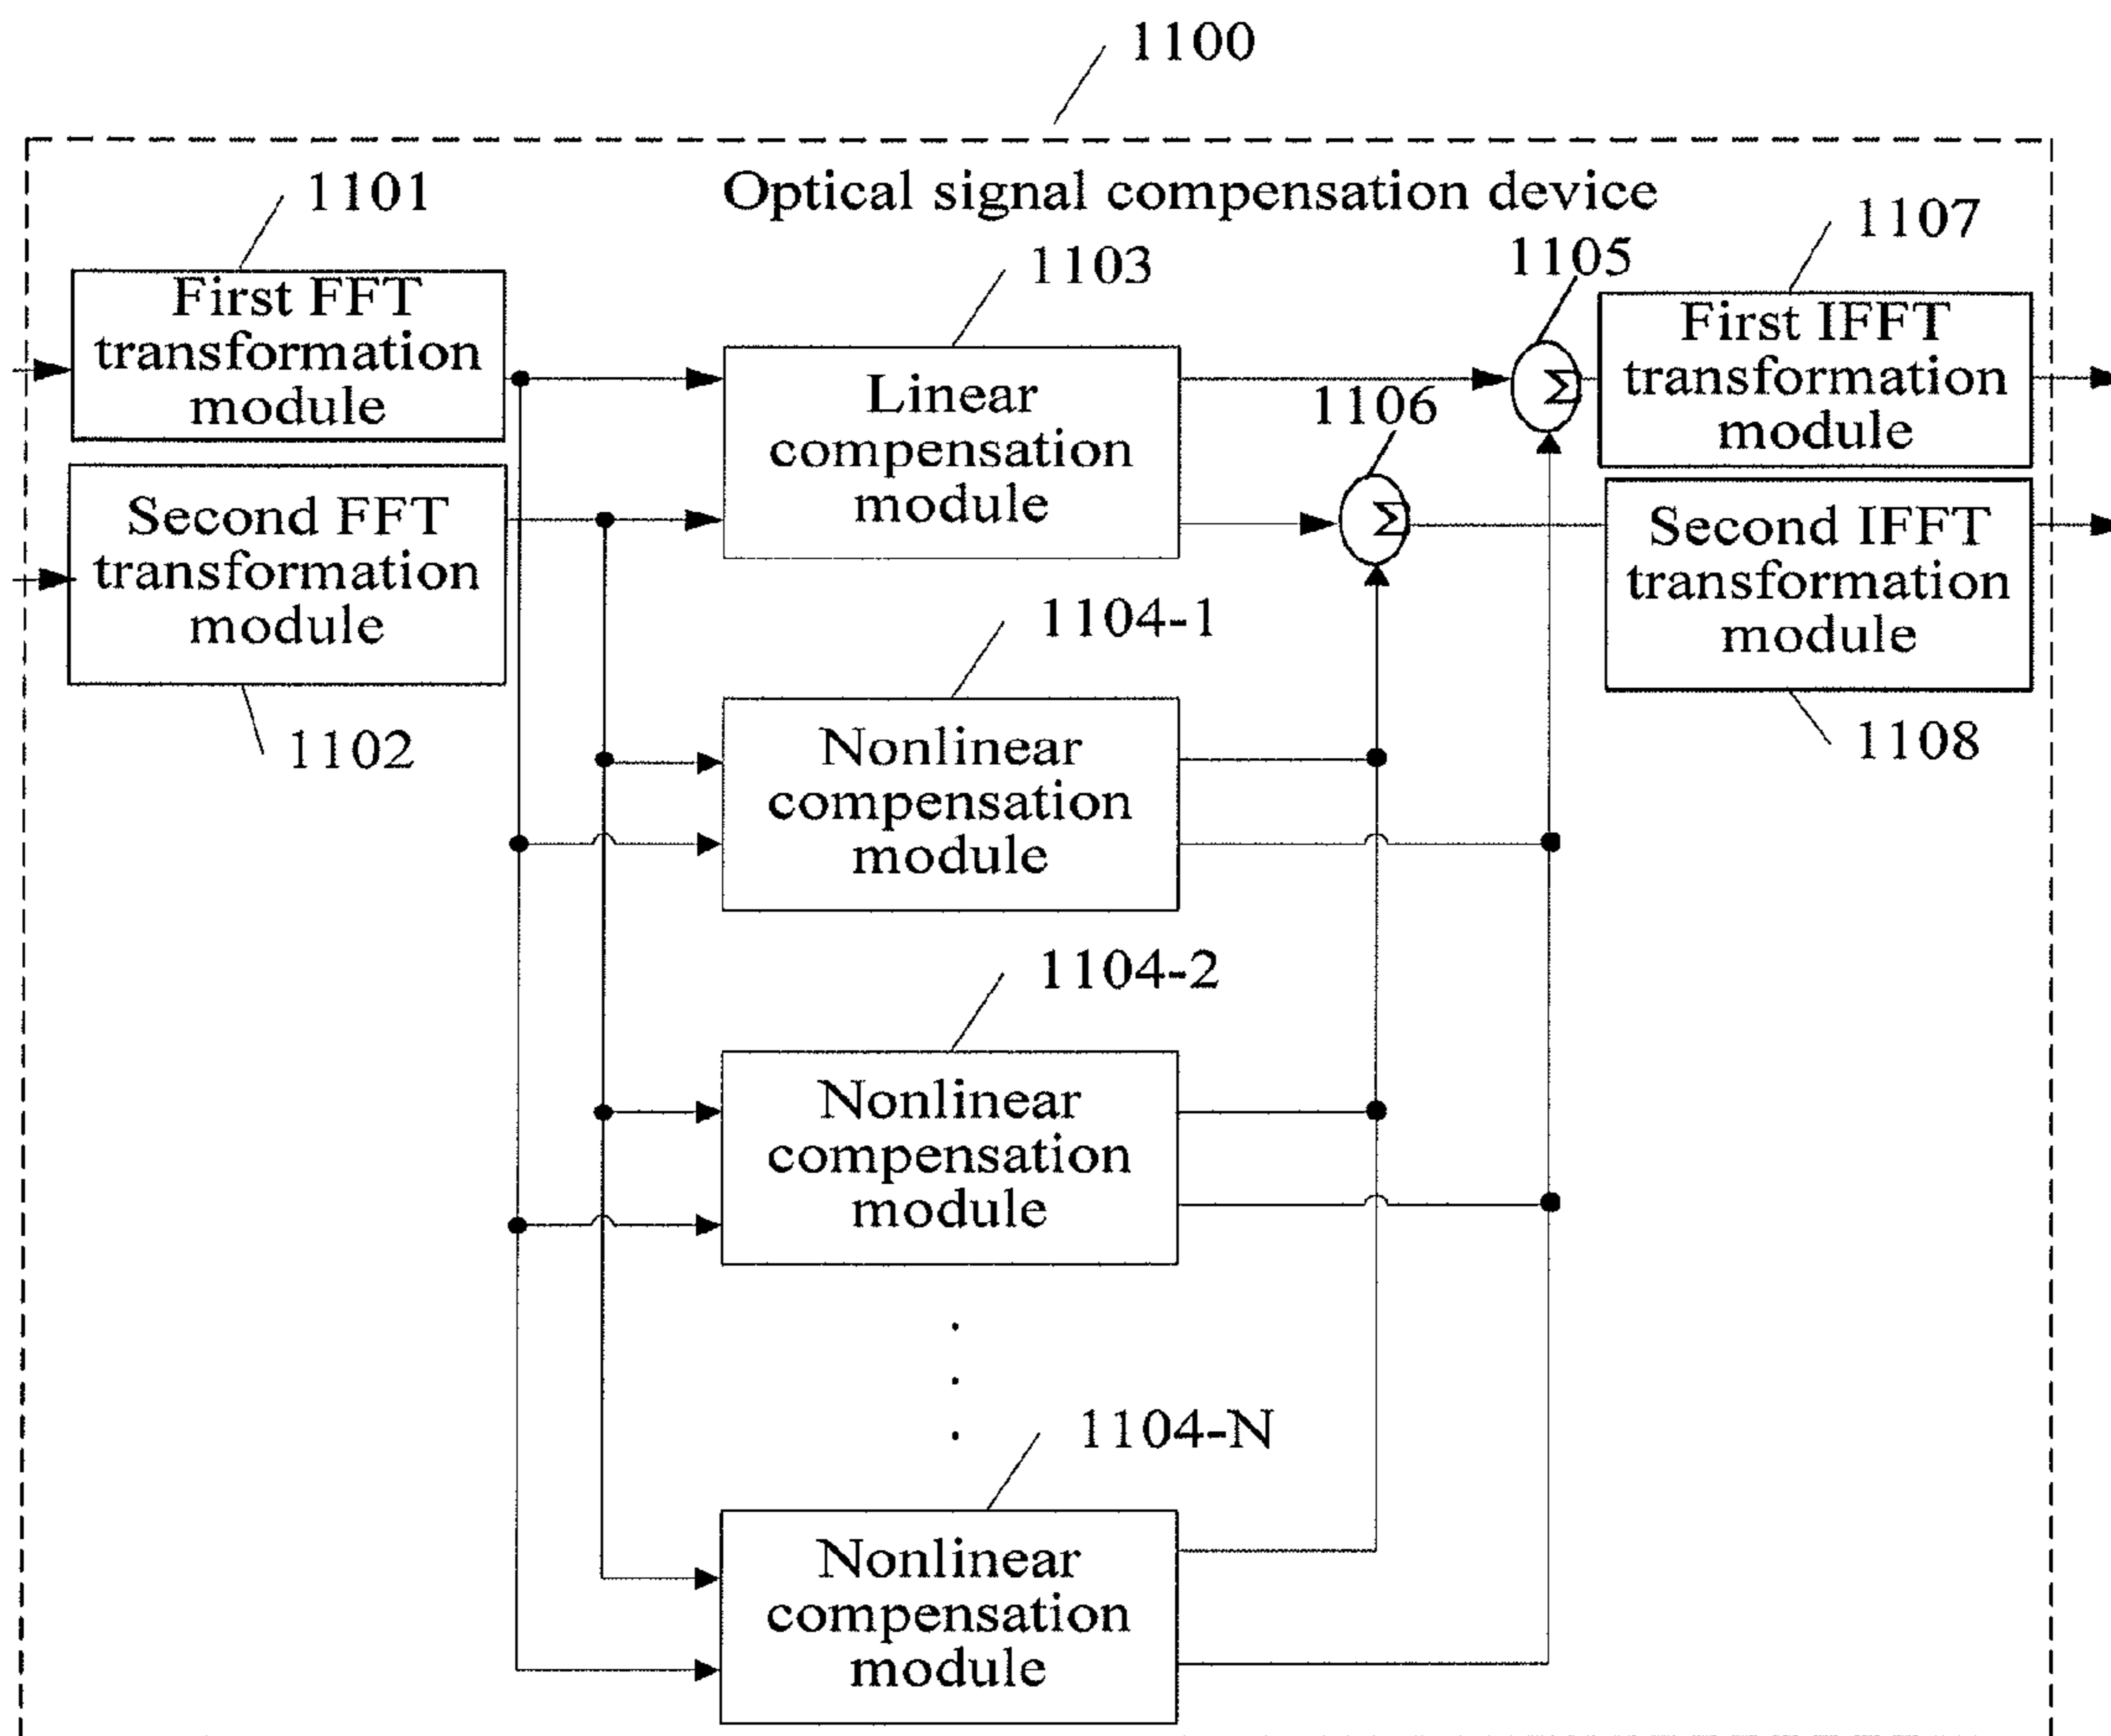 1100
Optical signal compensation device
1101
First FFT
transformation
module
Second FFT
transformation
module
1102
1103
Linear
compensation
module
1104-1
Nonlinear
compensation
module
1104-2
Nonlinear
compensation
module
.
.
.
1104-N
Nonlinear
compensation
module
1105
Σ
1106
Σ
1107
First IFFT
transformation
module
Second IFFT
transformation
module
1108